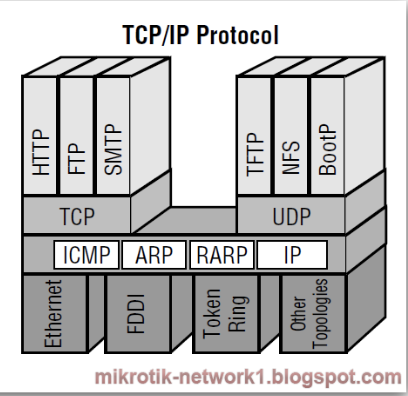 TCP/IP Protocol
HTTP
FTP
SMTP
TFTP
NFS
BootP
TCP
UDP
ICMP
ARP
RARP
IP
Ethernet
FDDI
Token
Ring
Other
Topologies
mikrotik-network1.blogspot.com